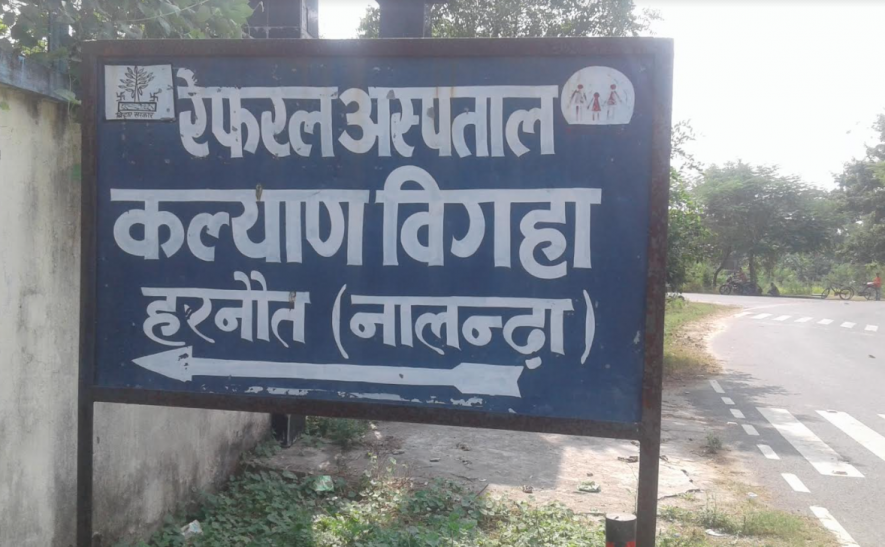 रेफरल अस्पताल
कल्याण विगहा
हरनौत (नालन्ढ़ा)